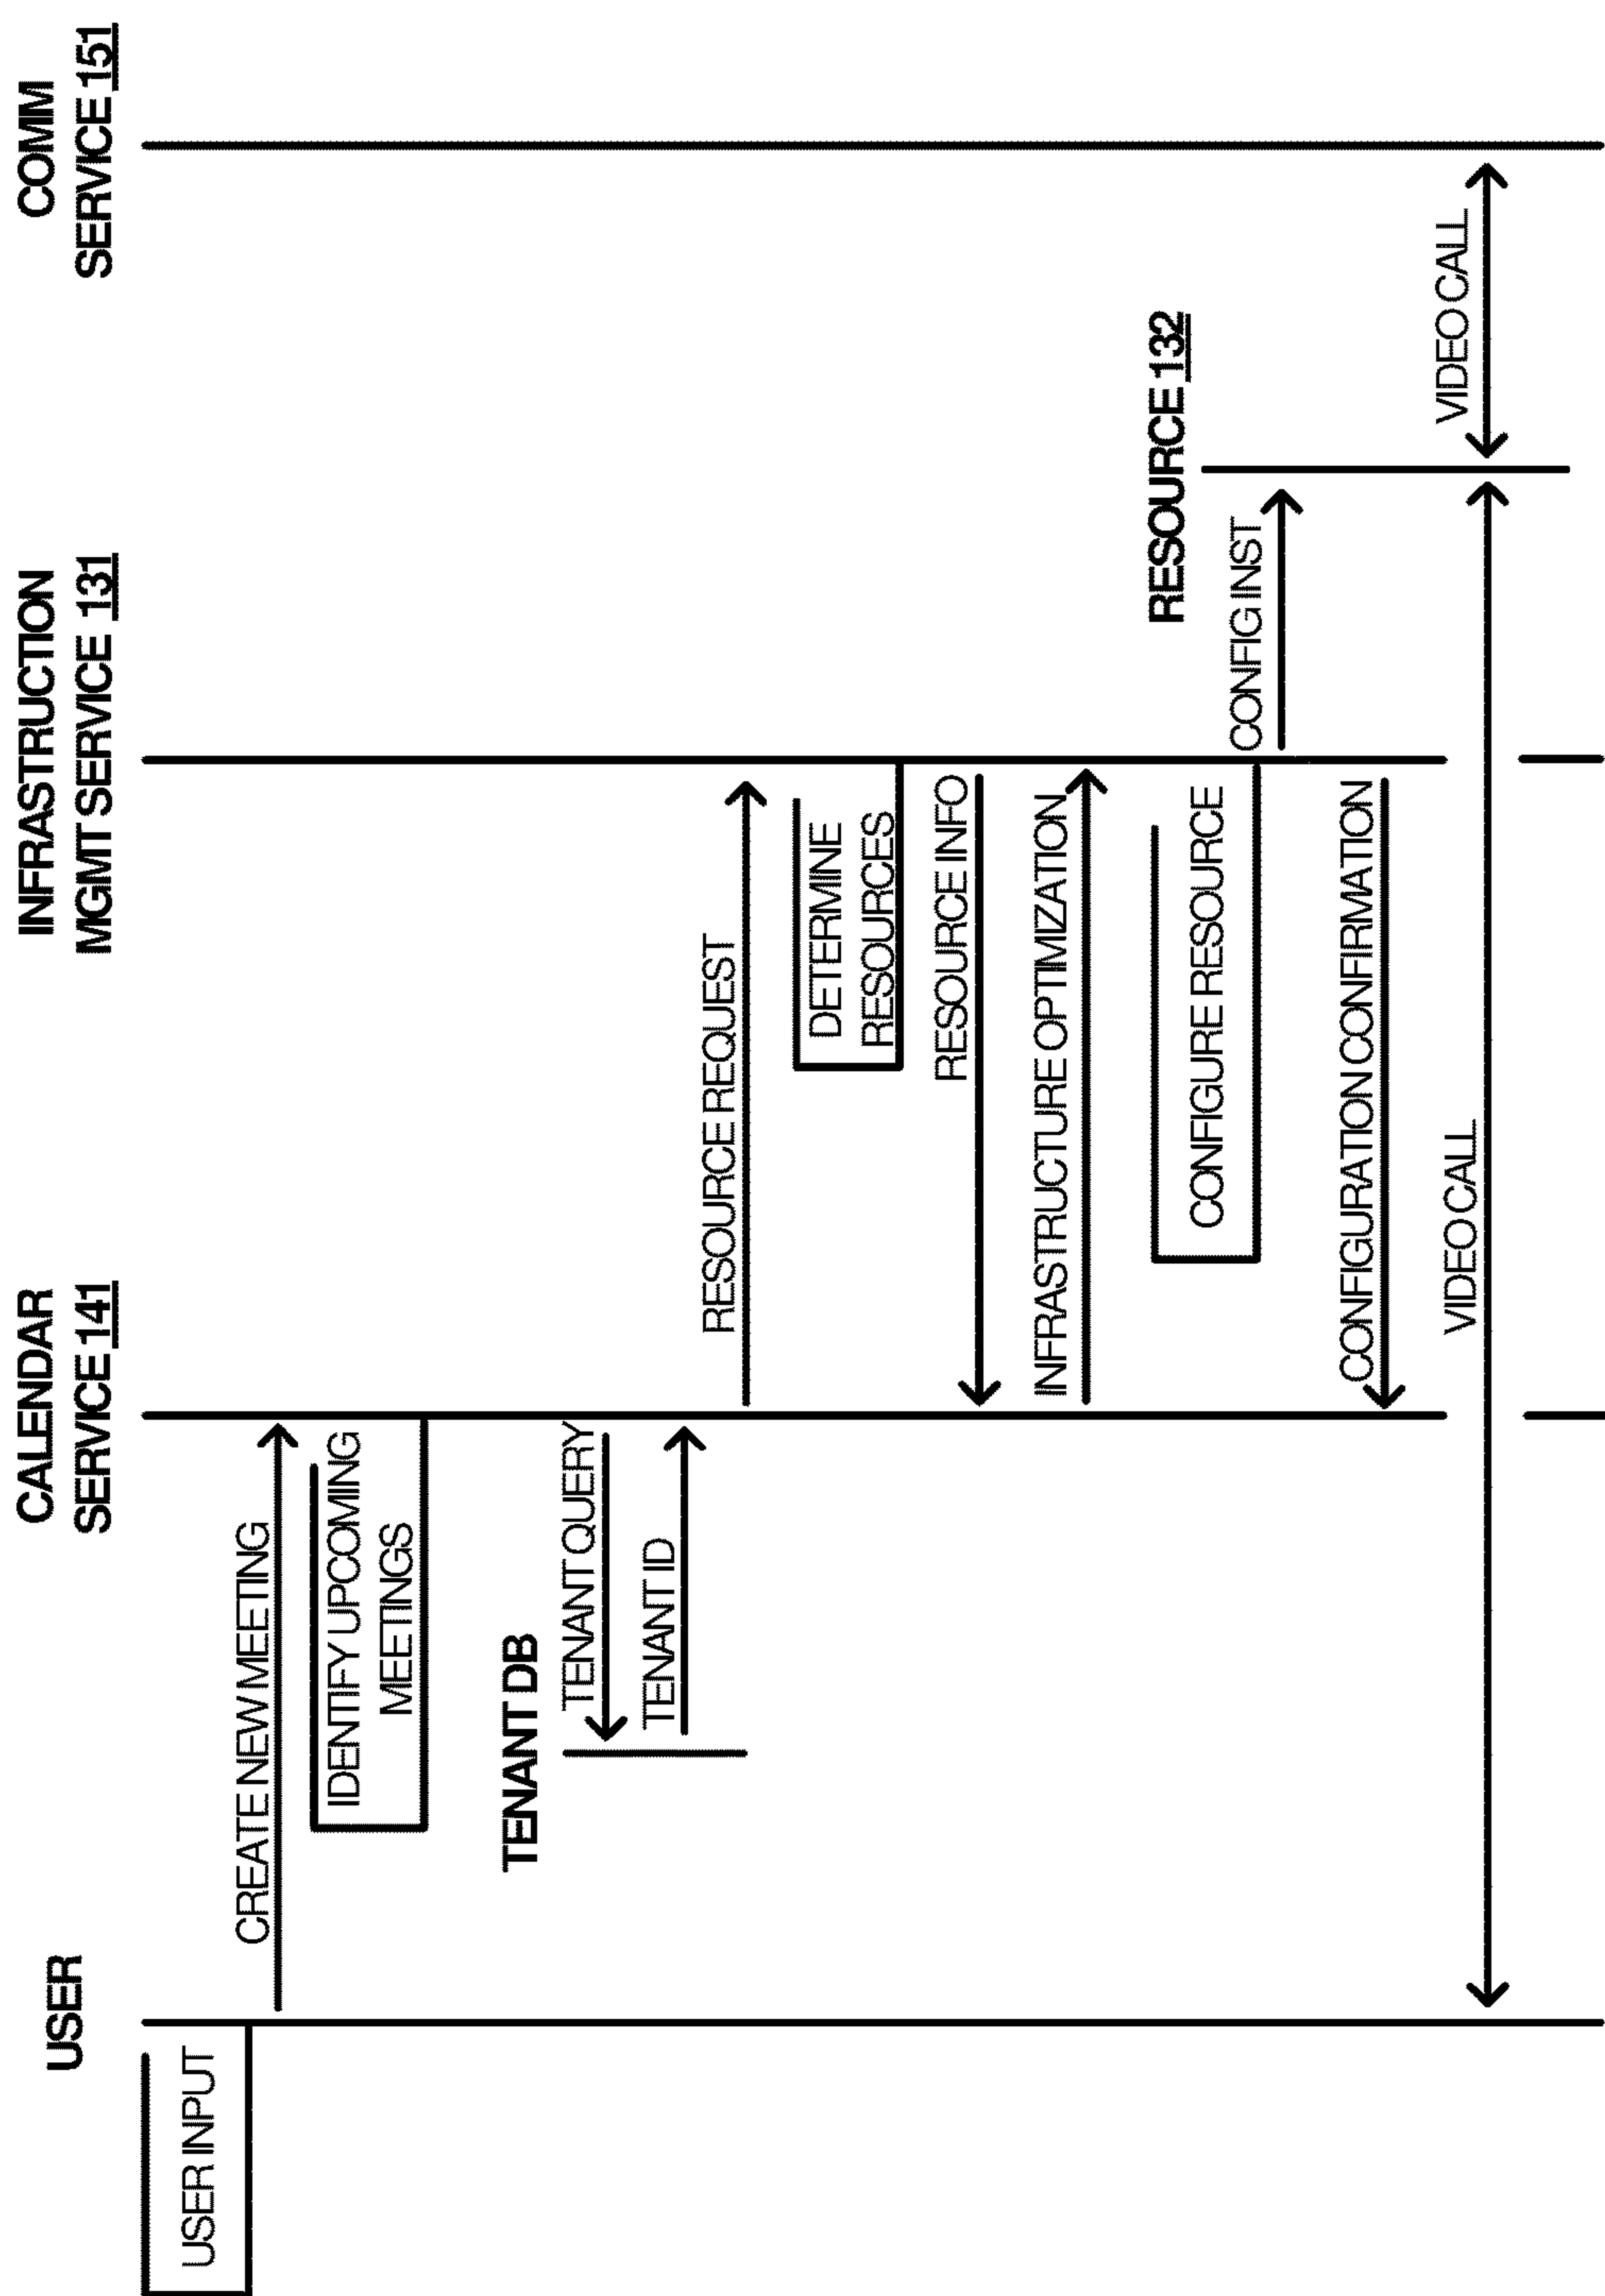 USER
CALENDAR
SERVICE 141
INFRASTRUCTION
MGMT SERVICE 131
COMM
SERVICE 151
USER INPUT
CREATE NEW MEETING
IDENTIFY UPCOMING
MEETINGS
TENANT DB
TENANT QUERY
TENANT ID
RESOURCE REQUEST
DETERMINE
RESOURCES
RESOURCE INFO
INFRASTRUCTURE OPTIMIZATION
RESOURCE 132
CONFIGURE RESOURCE
CONFIG INST
CONFIGURATION CONFIRMATION
VIDEO CALL
VIDEO CALL